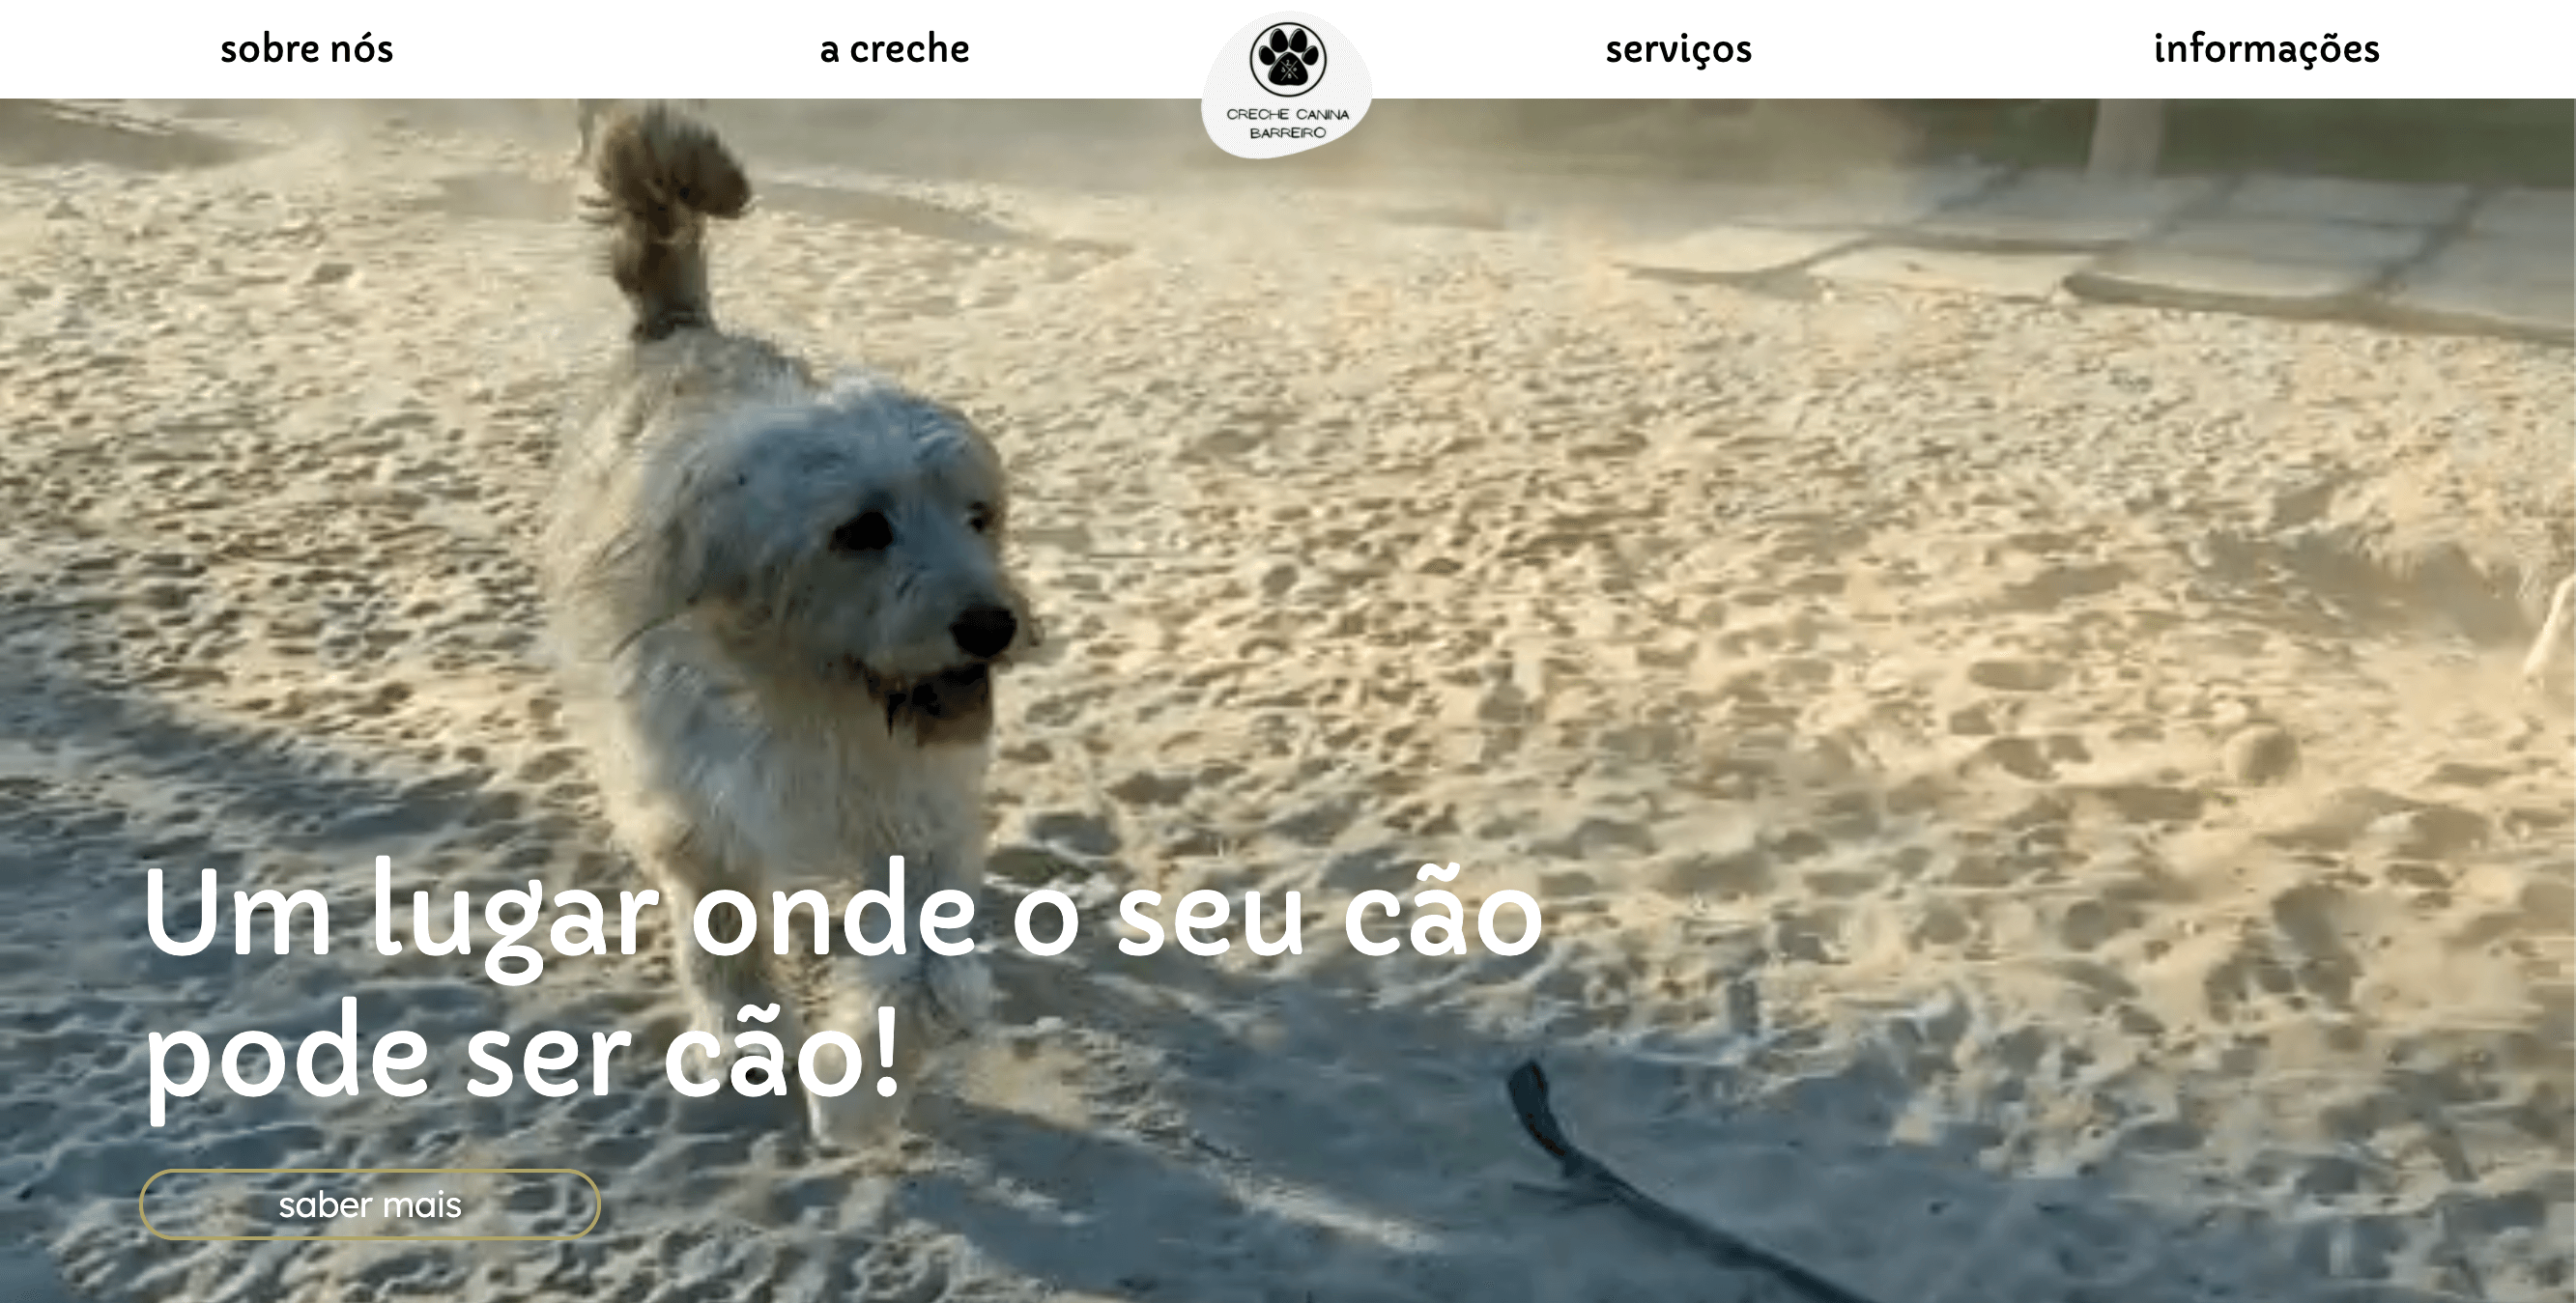 sobre nós
a creche
CRECHE CANINA
BARREIRO
serviços
informações
Um lugar onde o seu cão
pode ser cão!
saber mais